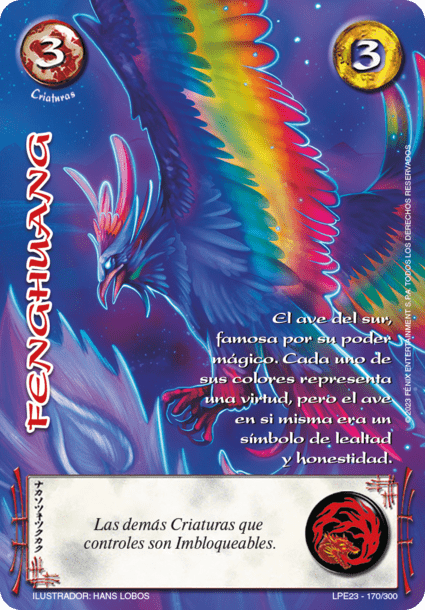 3
Criaturas
3
FENGHUANG
El ave del sur,
famosa por su poder
mágico. Cada uno de
sus colores representa
una virtud, pero el ave
en si misma era un
símbolo de lealtad
y honestidad.
©2023 FENIX ENTERTAINMENT S.P.A. TODOS LOS DERECHOS RESERVADOS
Las demás Criaturas que
controles son Imbloqueables.
ILUSTRADOR: HANS LOBOS
LPE23 - 170/300